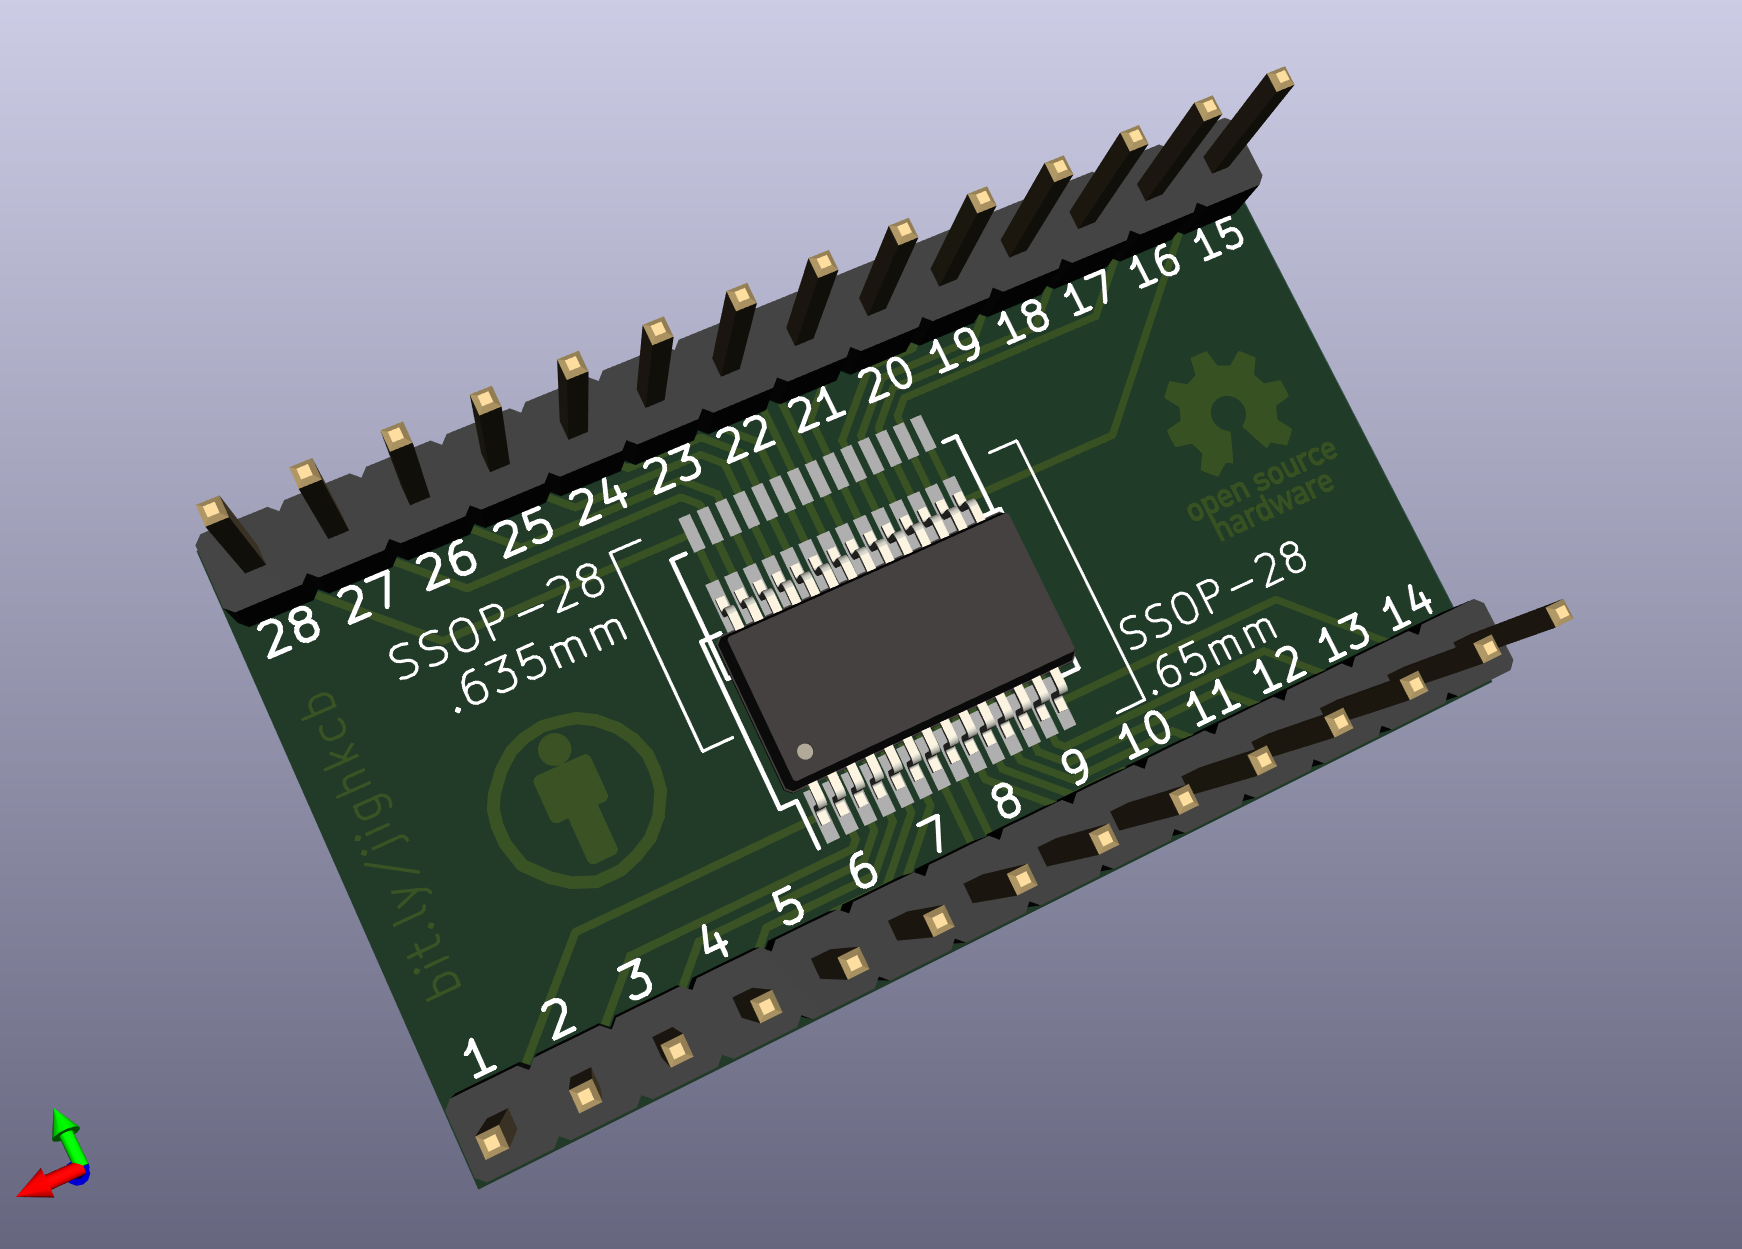 28 27 26 25 24 23 22 21 20 19 18 17 16 15
SSOP-28
.635mm
open source
hardware
SSOP-28
.65mm
bit.ly/jighkcb
1 2 3 4 5 6 7 8 9 10 11 12 13 14